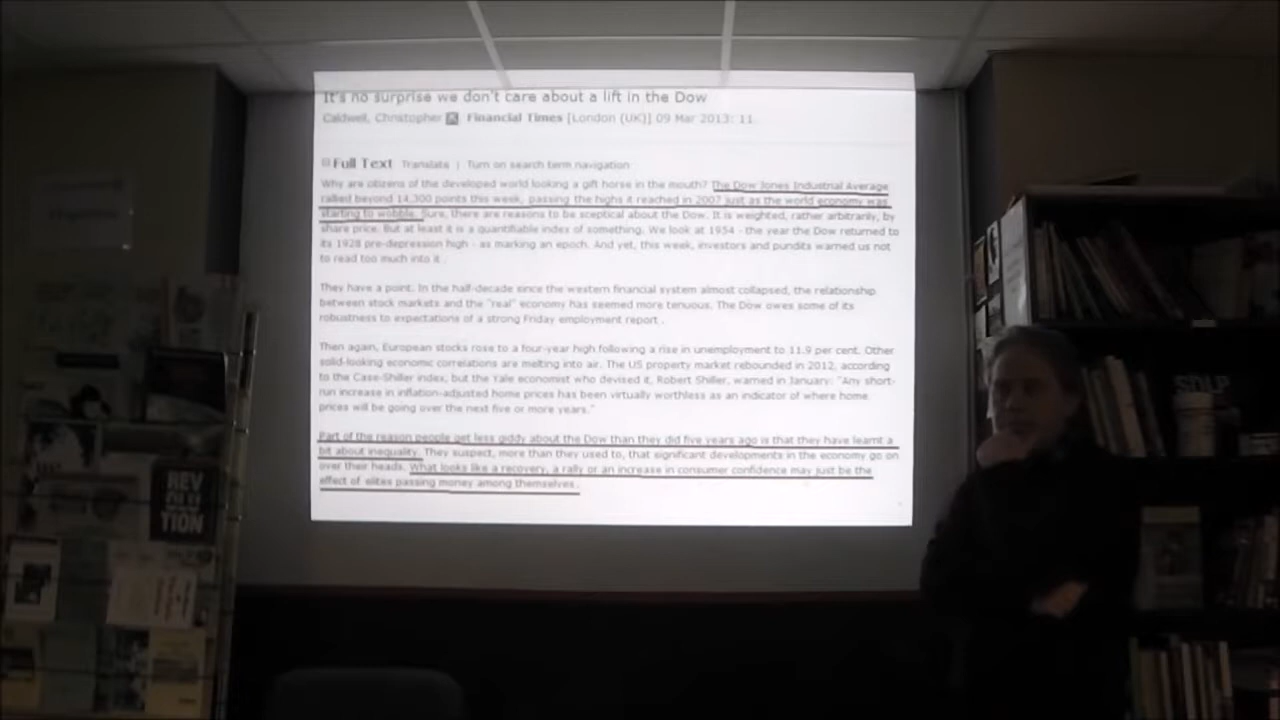 It's no surprise we don't care about a lift in the Dow
Caldwell, Christopher Financial Times [London (UK)] 09 Mar 2013: 11.
Full Text Translate | Turn on search term navigation
Why are citizens of the developed world looking a gift horse in the mouth? The Dow Jones Industrial Average
rallied beyond 14,300 points this week, passing the highs it reached in 2007 just as the world economy was
starting to wobble. Sure, there are reasons to be sceptical about the Dow. It is weighted, rather arbitrarily, by
share price. But at least it is a quantifiable index of something. We look at 1954 - the year the Dow returned to
its 1928 pre-depression high - as marking an epoch. And yet, this week, investors and pundits warned us not
to read too much into it .
They have a point. In the half-decade since the western financial system almost collapsed, the relationship
between stock markets and the "real" economy has seemed more tenuous. The Dow owes some of its
robustness to expectations of a strong Friday employment report .
Then again, European stocks rose to a four-year high following a rise in unemployment to 11.9 per cent. Other
solid-looking economic correlations are melting into air. The US property market rebounded in 2012, according
to the Case-Shiller index, but the Yale economist who devised it, Robert Shiller, warned in January: "Any short-
run increase in inflation-adjusted home prices has been virtually worthless as an indicator of where home
prices will be going over the next five or more years."
Part of the reason people get less giddy about the Dow than they did five years ago is that they have learnt a
bit about inequality. They suspect, more than they used to, that significant developments in the economy go on
over their heads. What looks like a recovery, a rally or an increase in consumer confidence may just be the
effect of elites passing money among themselves.
REV
OLU
TION